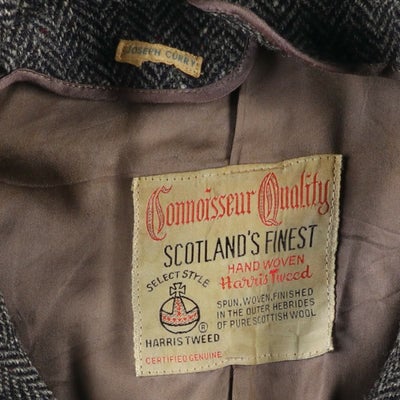 JOSEPH CURRY
Connoisseur Quality
SCOTLAND'S FINEST
HAND WOVEN
Harris Tweed
SELECT STYLE
SPUN, WOVEN, FINISHED
IN THE OUTER HEBRIDES
OF PURE SCOTTISH WOOL
®
HARRIS TWEED
CERTIFIED GENUINE